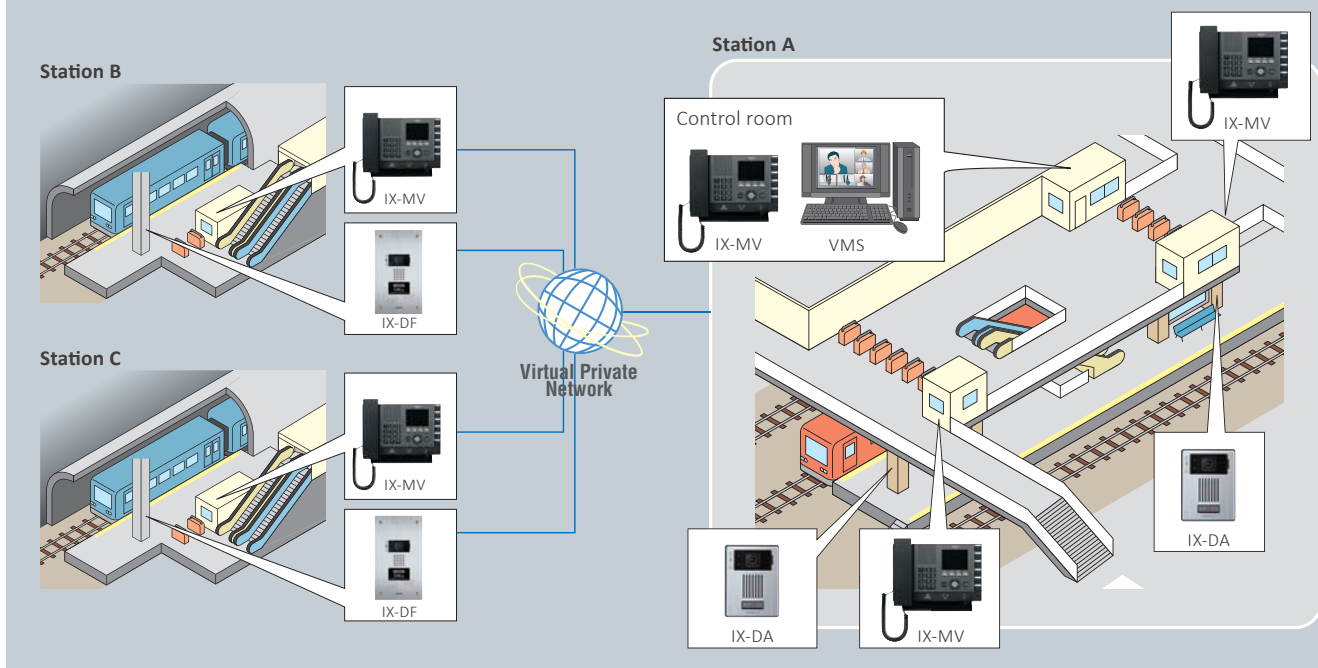 Station B
IX-MV
IX-DF
Station C
IX-MV
IX-DF
Virtual Private
Network
Station A
Control room
IX-MV
VMS
IX-MV
IX-DA
IX-DA
IX-MV